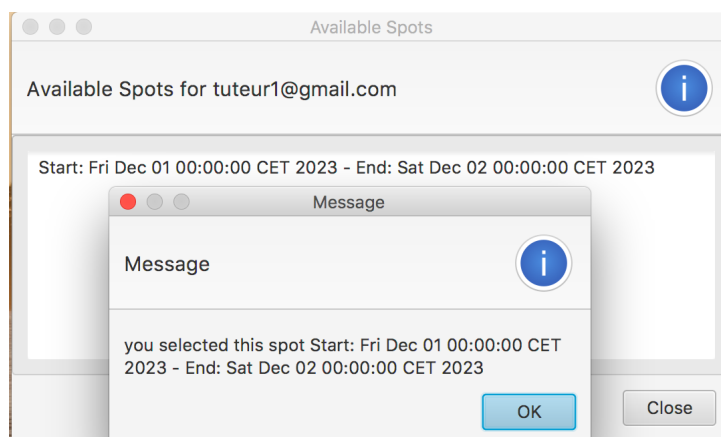 Available Spots
Available Spots for tuteur1@gmail.com
Start: Fri Dec 01 00:00:00 CET 2023 - End: Sat Dec 02 00:00:00 CET 2023
Message
Message
you selected this spot Start: Fri Dec 01 00:00:00 CET
2023 - End: Sat Dec 02 00:00:00 CET 2023
OK
Close